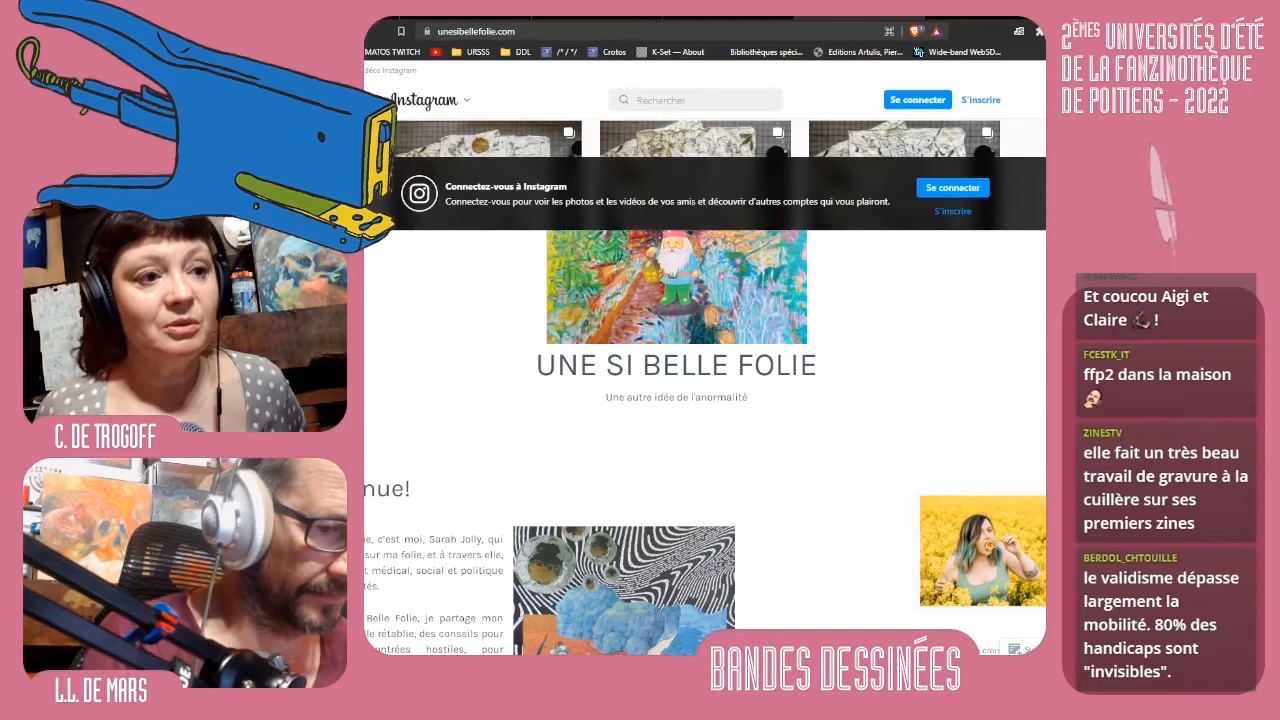 2ÈMES UNIVERSITÉS D'ÉTÉ
DE LA FANZINOTHÈQUE
DE POITIERS - 2022
unesibellefolie.com
MATOS TWITCH
URSSS
DDL
/*/ */)
Crotos
K-Set — About
Bibliothèques spéci...
Editions Artulis, Pier...
Wide-band WebSD...
déos Instagram
Instagram
Rechercher
Se connecter
S'inscrire
Connectez-vous à Instagram
Connectez-vous pour voir les photos et les vidéos de vos amis et découvrir d'autres comptes qui vous plairont.
Se connecter
S'inscrire
UNE SI BELLE FOLIE
Une autre idée de l'anormalité
nue!
e, c'est moi, Sarah Jolly, qui
sur ma folie, et à travers elle,
t médical, social et politique
tés.
Belle Folie, je partage mon
le rétablie, des conseils pour
ontrées hostiles, pour
C. DE TROGOFF
L.L. DE MARS
BANDES DESSINÉES
Et coucou Aigi et
Claire !
FCESTK_IT
ffp2 dans la maison
ZINESTV
elle fait un très beau
travail de gravure à la
cuillère sur ses
premiers zines
BERDOL_CHTOUILLE
le validisme dépasse
largement la
mobilité. 80% des
handicaps sont
"invisibles".